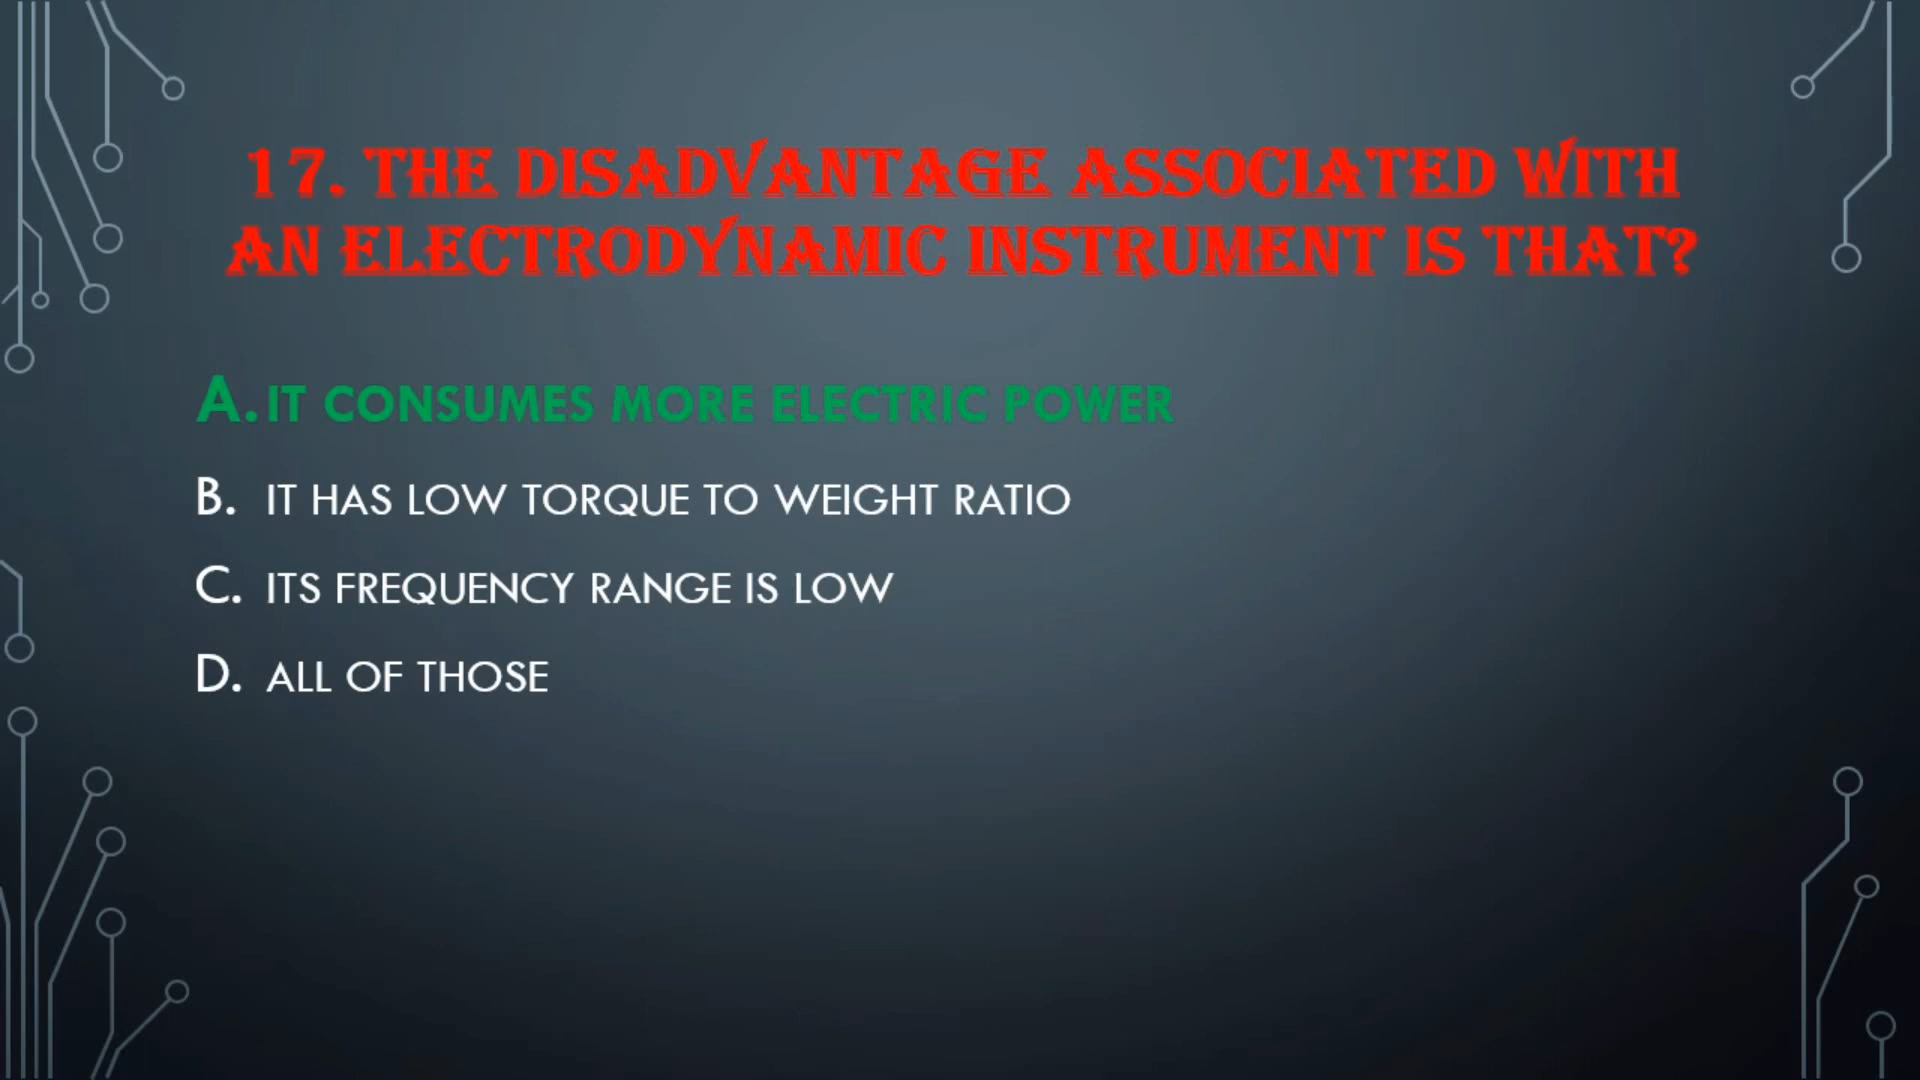 17. THE DISADVANTAGE ASSOCIATED WITH
AN ELECTRODYNAMIC INSTRUMENT IS THAT?
A. IT CONSUMES MORE ELECTRIC POWER
B. IT HAS LOW TORQUE TO WEIGHT RATIO
C. ITS FREQUENCY RANGE IS LOW
D. ALL OF THOSE